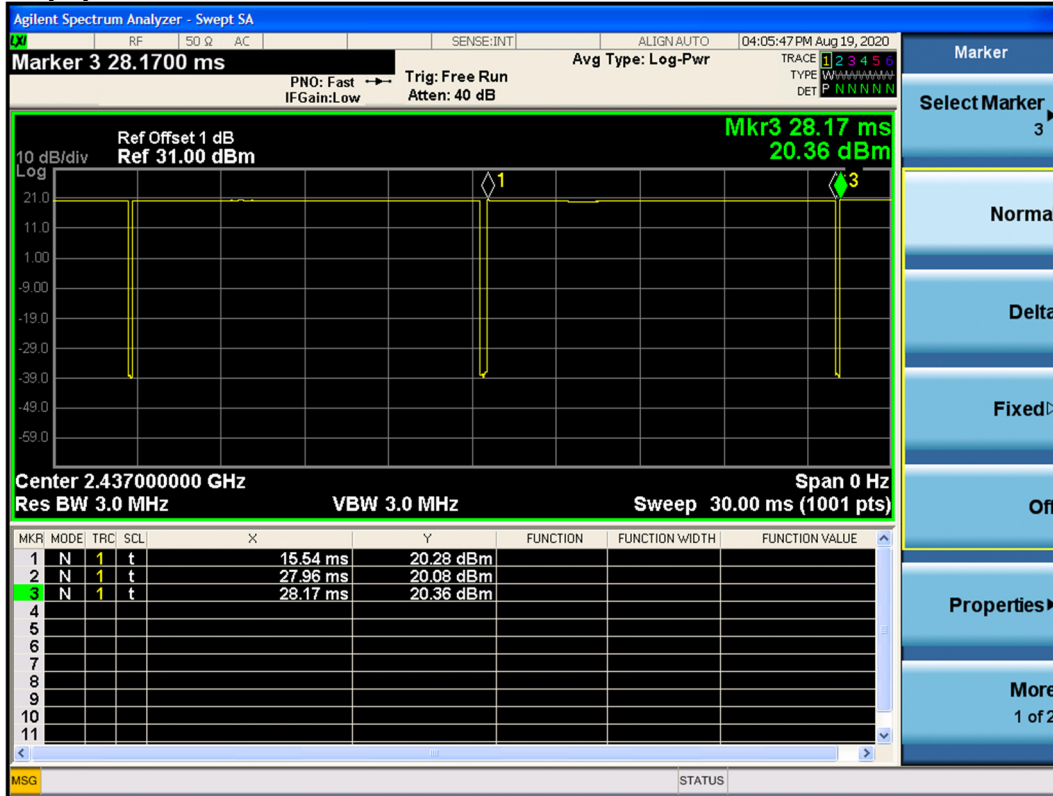 Agilent Spectrum Analyzer - Swept SA
LXI RF 50 Ω AC SENSE:INT ALIGN AUTO 04:05:47 PM Aug 19, 2020
Marker 3 28.1700 ms
PNO: Fast
IFGain:Low
Trig: Free Run
Atten: 40 dB
Avg Type: Log-Pwr
TRACE 1 2 3 4 5 6
TYPE W
DET P N N N N N
Mkr3 28.17 ms
20.36 dBm
Ref Offset 1 dB
10 dB/div Ref 31.00 dBm
Log
1
3
21.0
11.0
1.00
-9.00
-19.0
-29.0
-39.0
-49.0
-59.0
Center 2.437000000 GHz Span 0 Hz
Res BW 3.0 MHz VBW 3.0 MHz Sweep 30.00 ms (1001 pts)
MKR MODE TRC SCL X Y FUNCTION FUNCTION WIDTH FUNCTION VALUE
1 N 1 t 15.54 ms 20.28 dBm
2 N 1 t 27.96 ms 20.08 dBm
3 N 1 t 28.17 ms 20.36 dBm
4
5
6
7
8
9
10
11
MSG STATUS
Marker
Select Marker
3
Norma
Delta
Fixed
Off
Properties
More
1 of 2